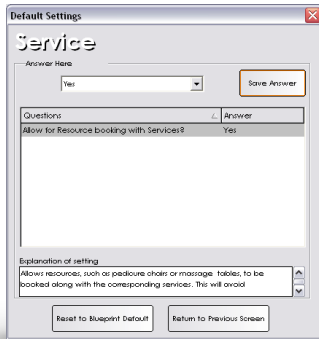 Default Settings
Service
Answer Here
Yes
Save Answer
Questions Answer
Allow for Resource booking with Services? Yes
Explanation of setting
Allows resources, such as pedicure chairs or massage tables, to be
booked along with the corresponding services. This will avoid
Reset to Blueprint Default
Return to Previous Screen